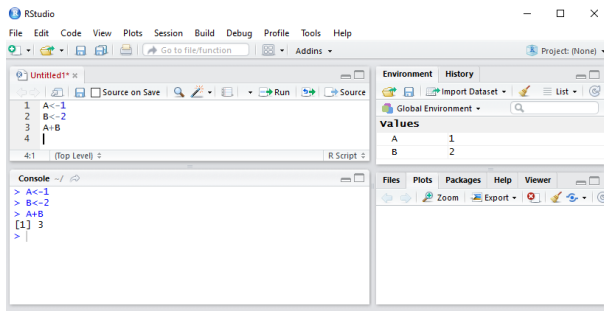 RStudio
File Edit Code View Plots Session Build Debug Profile Tools Help
Go to file/function Addins Project: (None)
Untitled1*
Source on Save Run Source
1 A<-1
2 B<-2
3 A+B
4
4:1 (Top Level) R Script
Console ~/
> A<-1
> B<-2
> A+B
[1] 3
>
Environment History
Import Dataset List
Global Environment
values
A 1
B 2
Files Plots Packages Help Viewer
Zoom Export